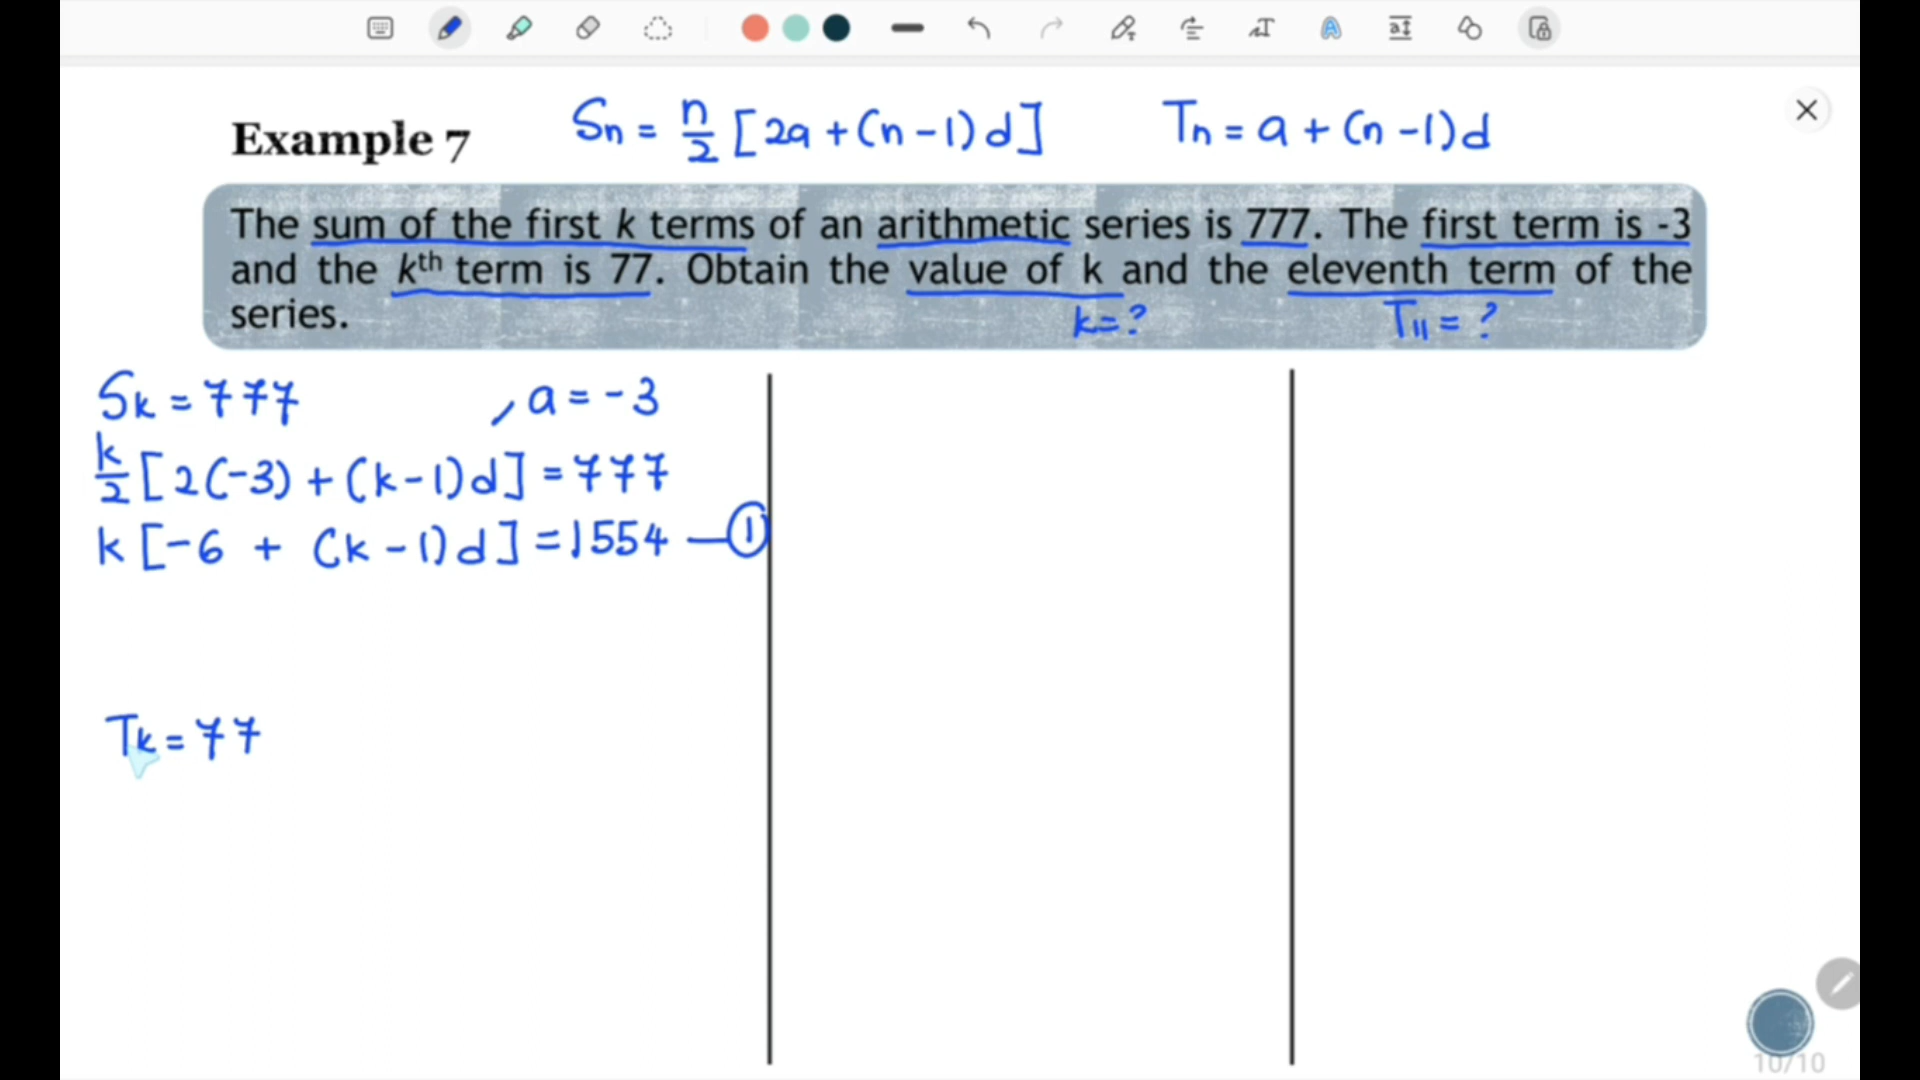 Example 7
Sn = n/2 [2a + (n - 1)d]
Tn = a + (n - 1)d
The sum of the first k terms of an arithmetic series is 777. The first term is -3
and the kth term is 77. Obtain the value of k and the eleventh term of the
series.
k = ?
T11 = ?
Sk = 777 , a = -3
k/2 [2(-3) + (k - 1)d] = 777
k [-6 + (k - 1)d] = 1554 — ①
Tk = 77
10/10